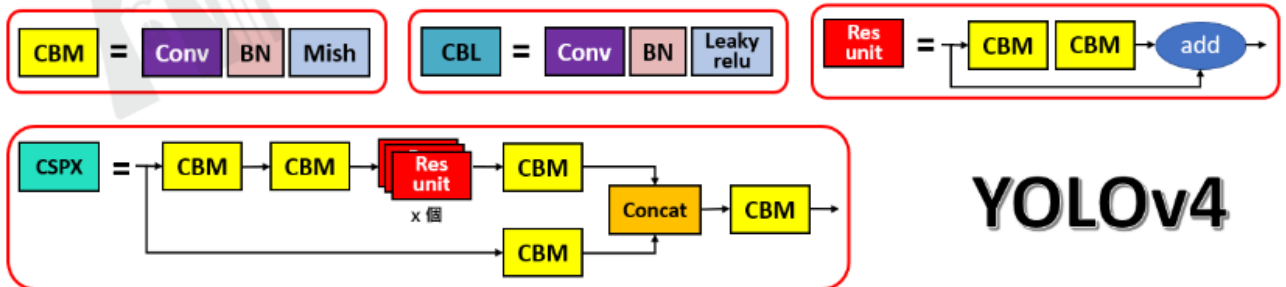 CBM = Conv BN Mish
CBL = Conv BN Leaky relu
Res unit = CBM CBM add
CSPX = CBM CBM Res unit CBM
x 個
Concat CBM
CBM
YOLOv4